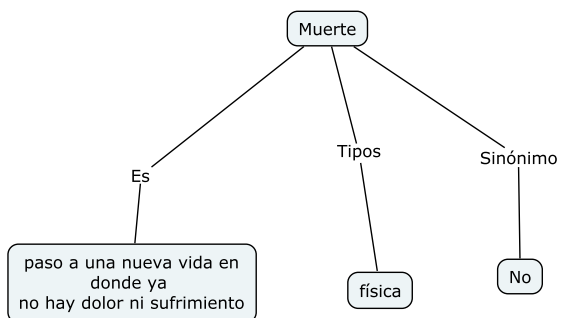 Muerte
Es
Tipos
Sinónimo
paso a una nueva vida en
donde ya
no hay dolor ni sufrimiento
física
No